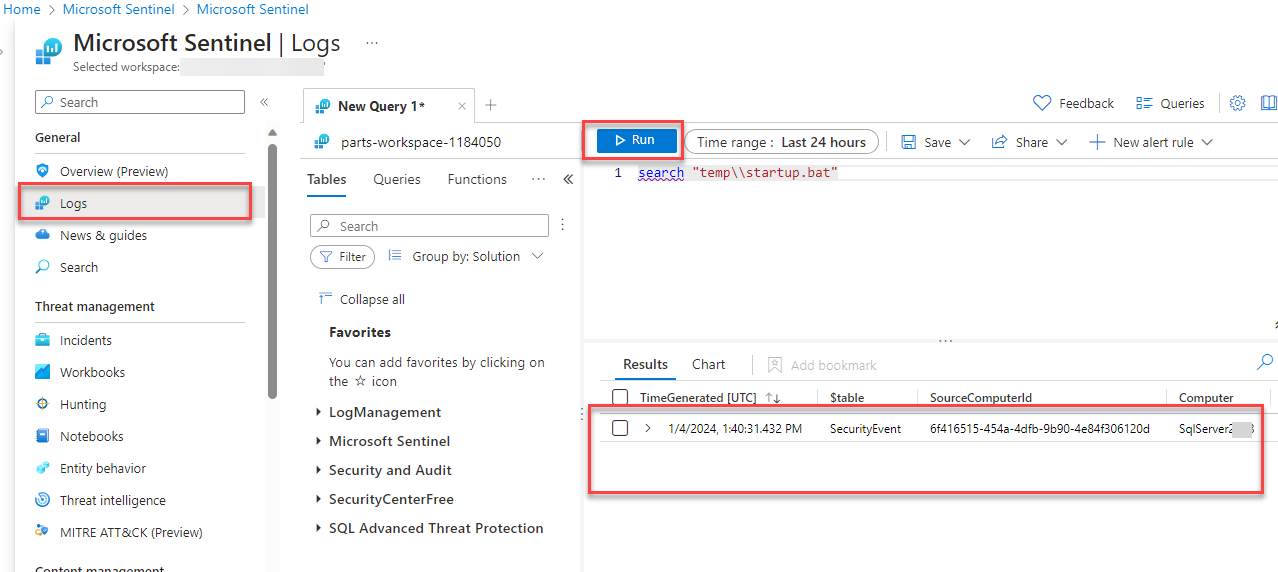 Home > Microsoft Sentinel > Microsoft Sentinel
Microsoft Sentinel | Logs ...
Selected workspace:
Search
General
Overview (Preview)
Logs
News & guides
Search
Threat management
Incidents
Workbooks
Hunting
Notebooks
Entity behavior
Threat intelligence
MITRE ATT&CK (Preview)
Content management
New Query 1*
Feedback
Queries
parts-workspace-1184050
Run
Time range : Last 24 hours
Save
Share
New alert rule
Tables Queries Functions ...
Search
Filter
Group by: Solution
Collapse all
Favorites
You can add favorites by clicking on
the ☆ icon
LogManagement
Microsoft Sentinel
Security and Audit
SecurityCenterFree
SQL Advanced Threat Protection
1 search "temp\\startup.bat"
Results Chart Add bookmark
TimeGenerated [UTC] $table SourceComputerId Computer
1/4/2024, 1:40:31.432 PM SecurityEvent 6f416515-454a-4dfb-9b90-4e84f306120d